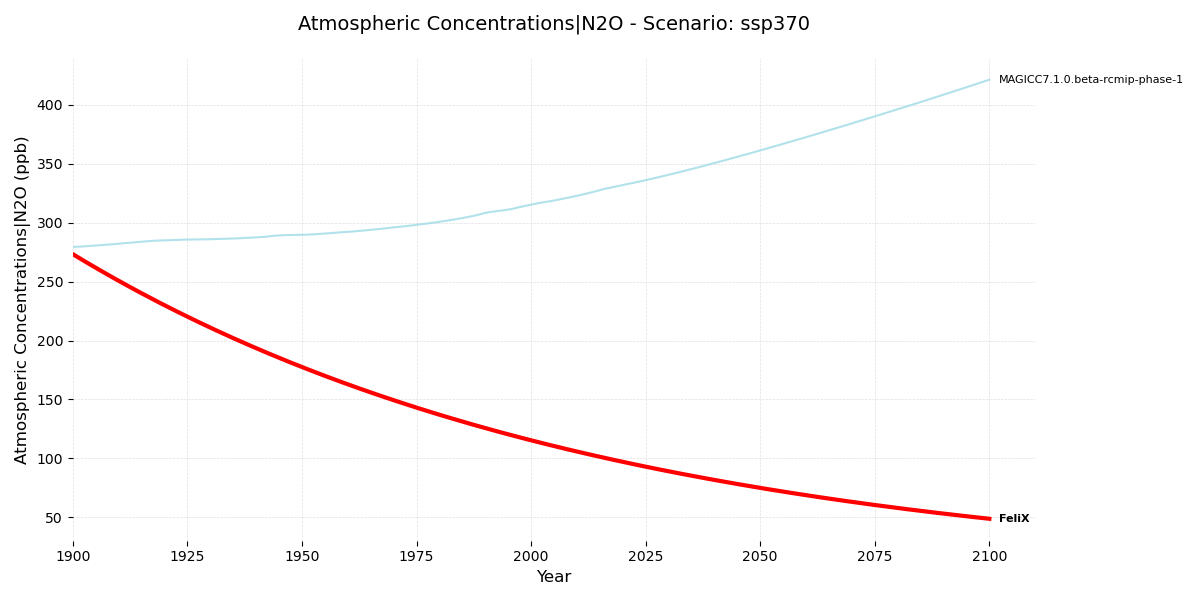 Atmospheric Concentrations|N2O - Scenario: ssp370
Atmospheric Concentrations|N2O (ppb)
400
350
300
250
200
150
100
50
MAGICC7.1.0.beta-rcmip-phase-1
FeliX
1900 1925 1950 1975 2000 2025 2050 2075 2100
Year